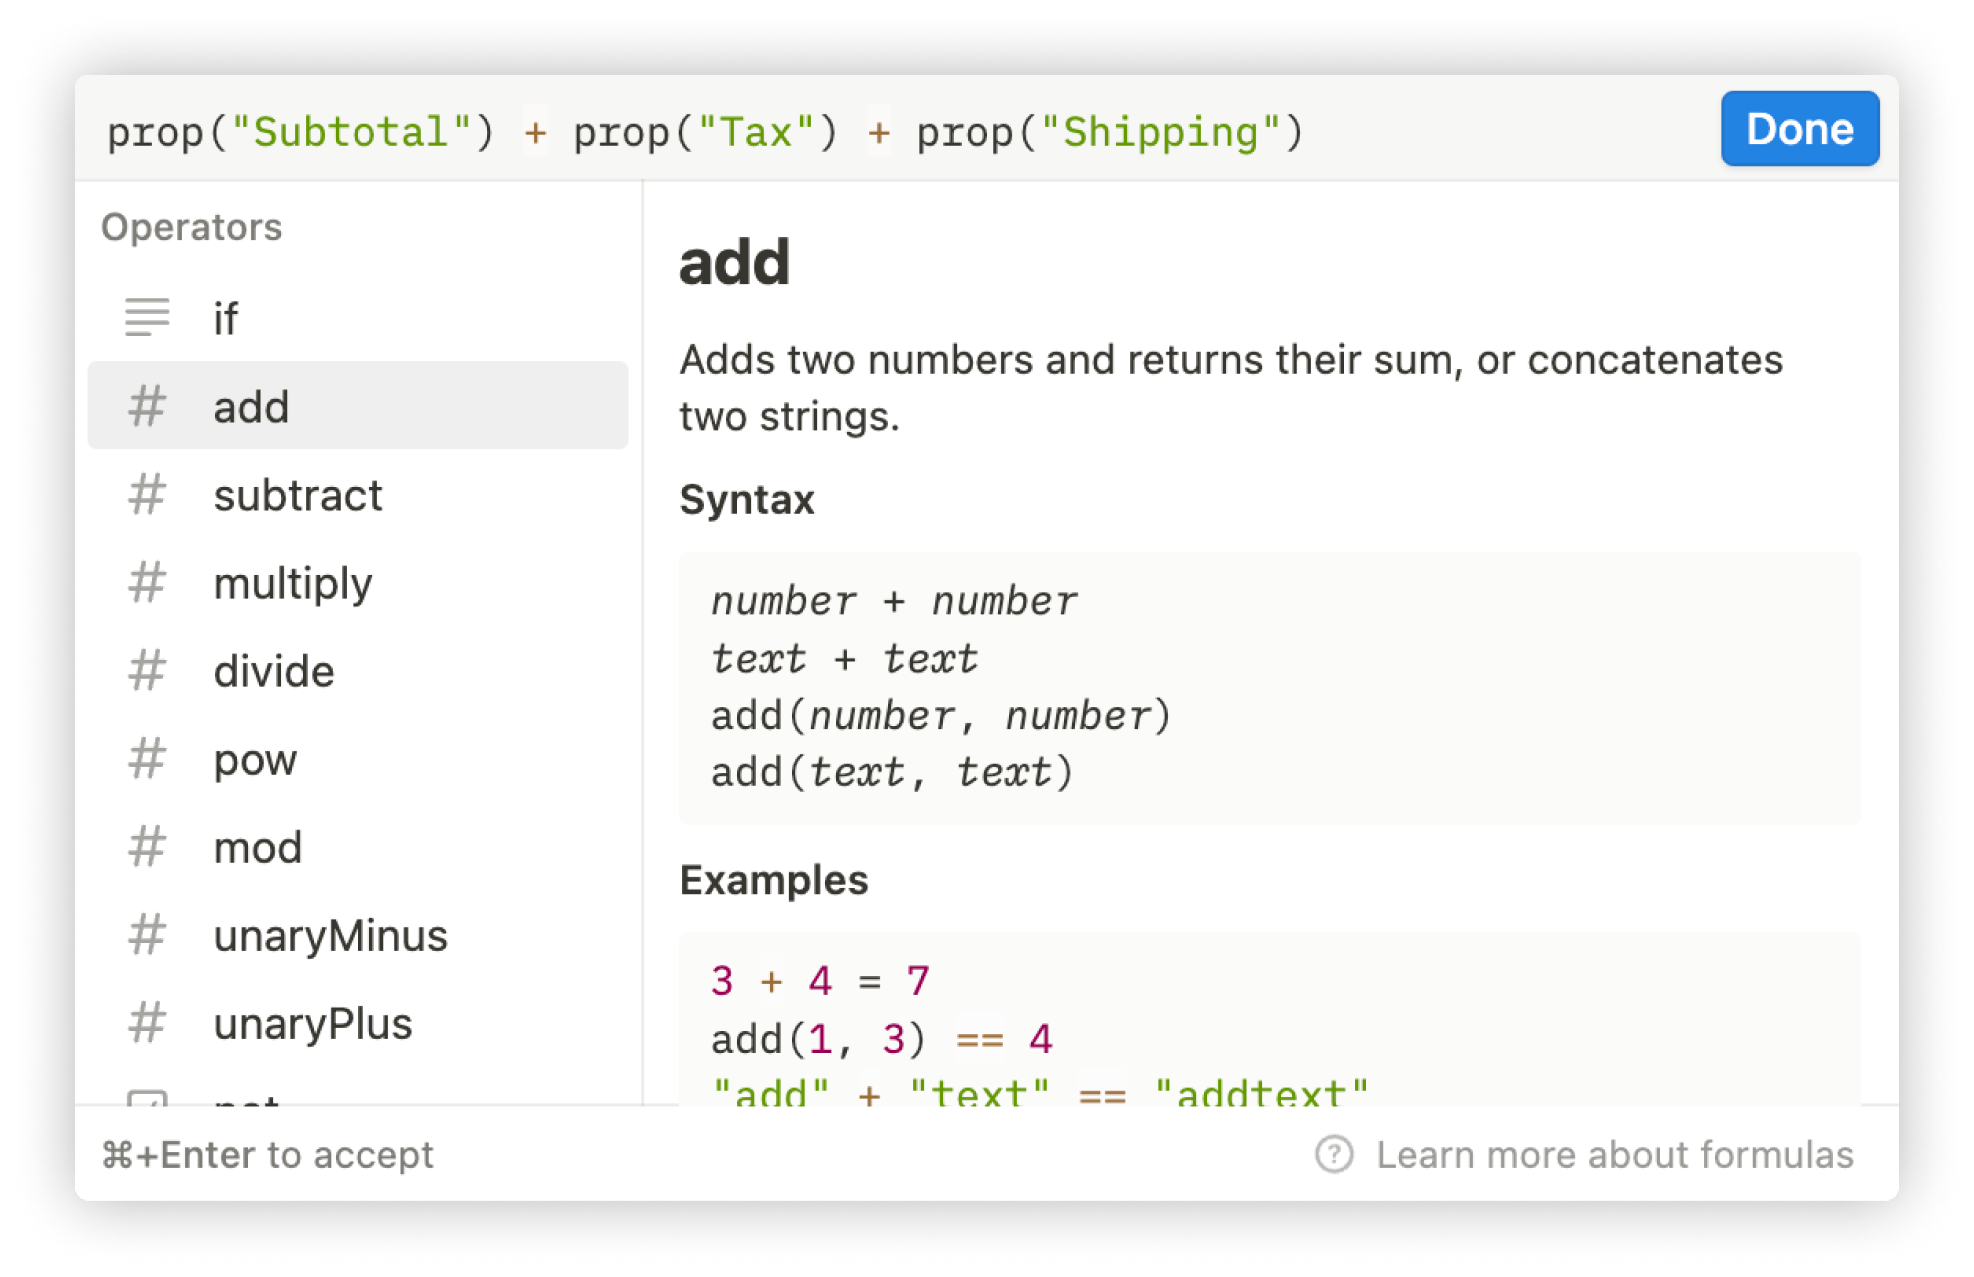 prop("Subtotal") + prop("Tax") + prop("Shipping")
Done
Operators
if
add
subtract
multiply
divide
pow
mod
unaryMinus
unaryPlus
not
add
Adds two numbers and returns their sum, or concatenates
two strings.
Syntax
number + number
text + text
add(number, number)
add(text, text)
Examples
3 + 4 = 7
add(1, 3) == 4
"add" + "text" == "addtext"
⌘+Enter to accept
? Learn more about formulas